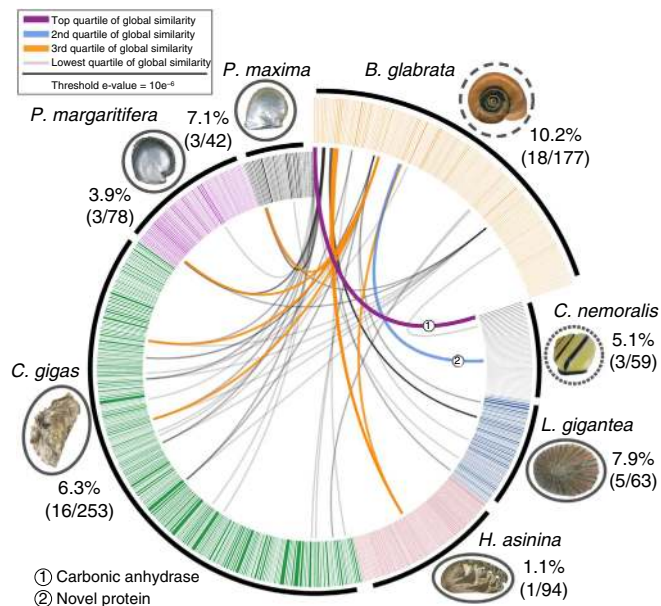 Top quartile of global similarity
2nd quartile of global similarity
3rd quartile of global similarity
Lowest quartile of global similarity
Threshold e-value = 10e⁻⁶
P. maxima
7.1%
(3/42)
B. glabrata
10.2%
(18/177)
P. margaritifera
3.9%
(3/78)
C. nemoralis
5.1%
(3/59)
C. gigas
6.3%
(16/253)
L. gigantea
7.9%
(5/63)
H. asinina
1.1%
(1/94)
1
2
① Carbonic anhydrase
② Novel protein